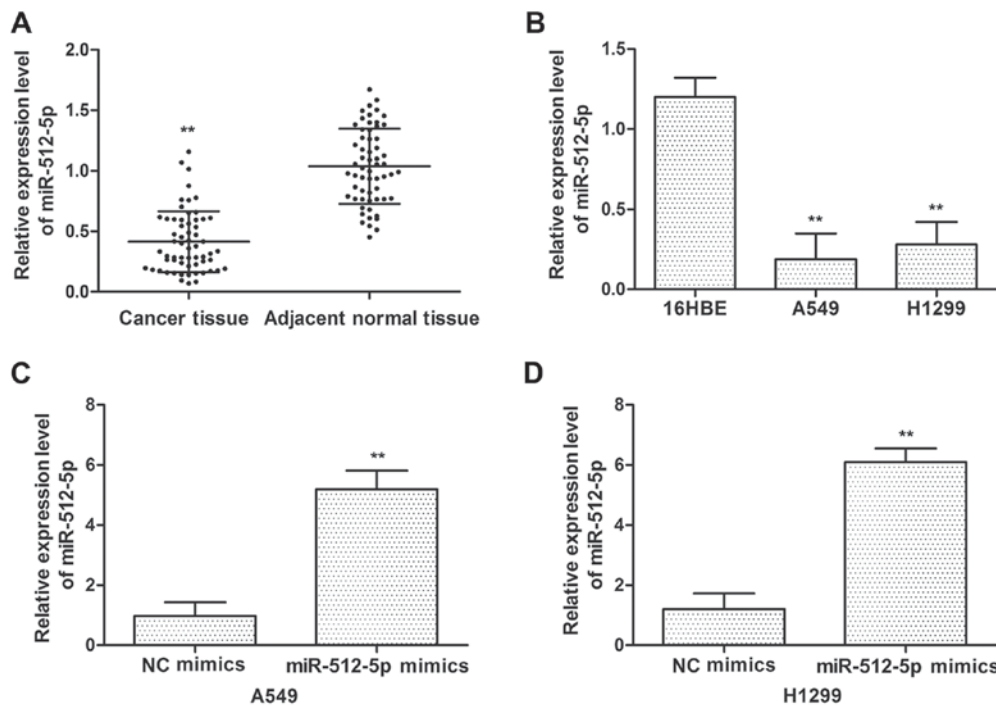 A
Relative expression level
of miR-512-5p
2.0
1.5
1.0
0.5
0.0
**
Cancer tissue
Adjacent normal tissue
B
Relative expression level
of miR-512-5p
1.5
1.0
0.5
0.0
**
**
16HBE
A549
H1299
C
Relative expression level
of miR-512-5p
8
6
4
2
0
**
NC mimics
miR-512-5p mimics
A549
D
Relative expression level
of miR-512-5p
8
6
4
2
0
**
NC mimics
miR-512-5p mimics
H1299